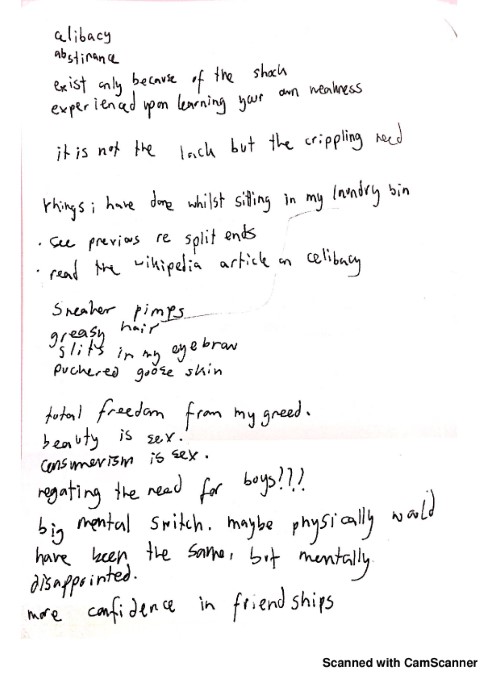 alibacy
abstinance
exist only because of the shock
experienced upon learning your own weakness
it is not the lack but the crippling need
things i have done whilst sitting in my laundry bin
· see previous re split ends
· read the wikipedia article on celibacy
Sneaker pimps
greasy hair
slits in my eyebrow
puckered goose skin
total freedom from my greed.
beauty is sex.
consumerism is sex.
negating the need for boys!?!
big mental switch. maybe physically would
have been the same, but mentally
disappointed.
more confidence in friendships
Scanned with CamScanner